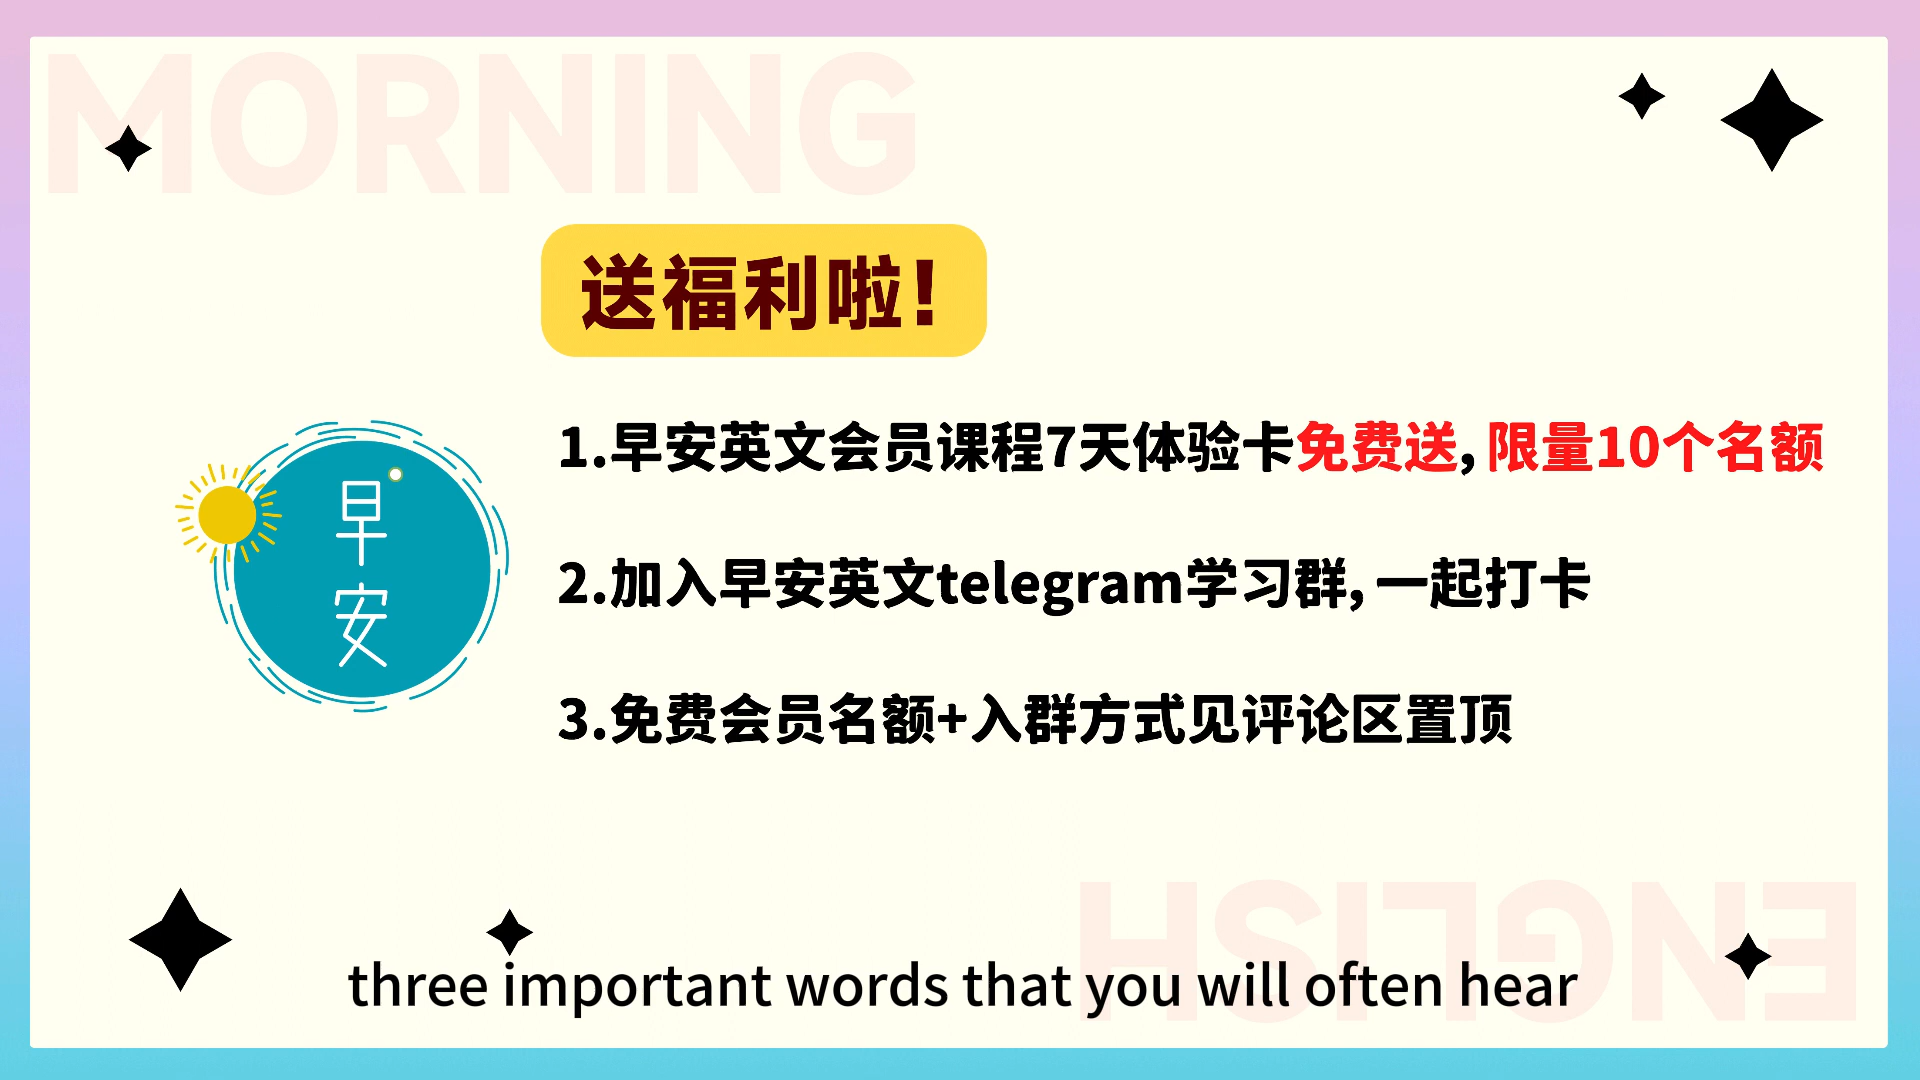 MORNING
送福利啦!
1.早安英文会员课程7天体验卡免费送,限量10个名额
早安
2.加入早安英文telegram学习群,一起打卡
3.免费会员名额+入群方式见评论区置顶
ENGLISH
three important words that you will often hear